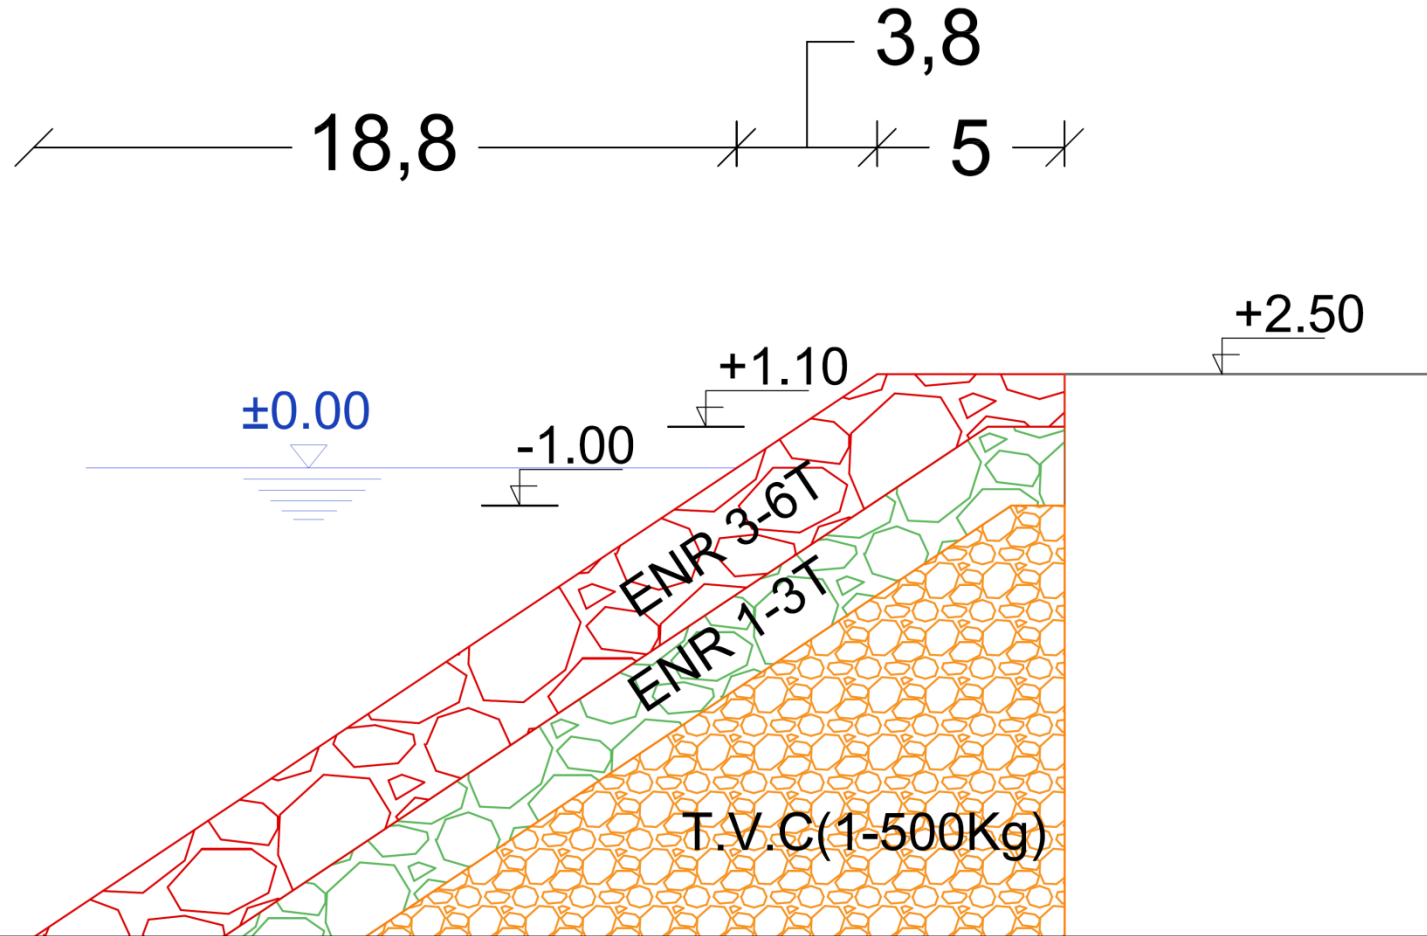 3,8
18,8
5
+2.50
+1.10
±0.00
-1.00
ENR 3-6T
ENR 1-3T
T.V.C(1-500Kg)